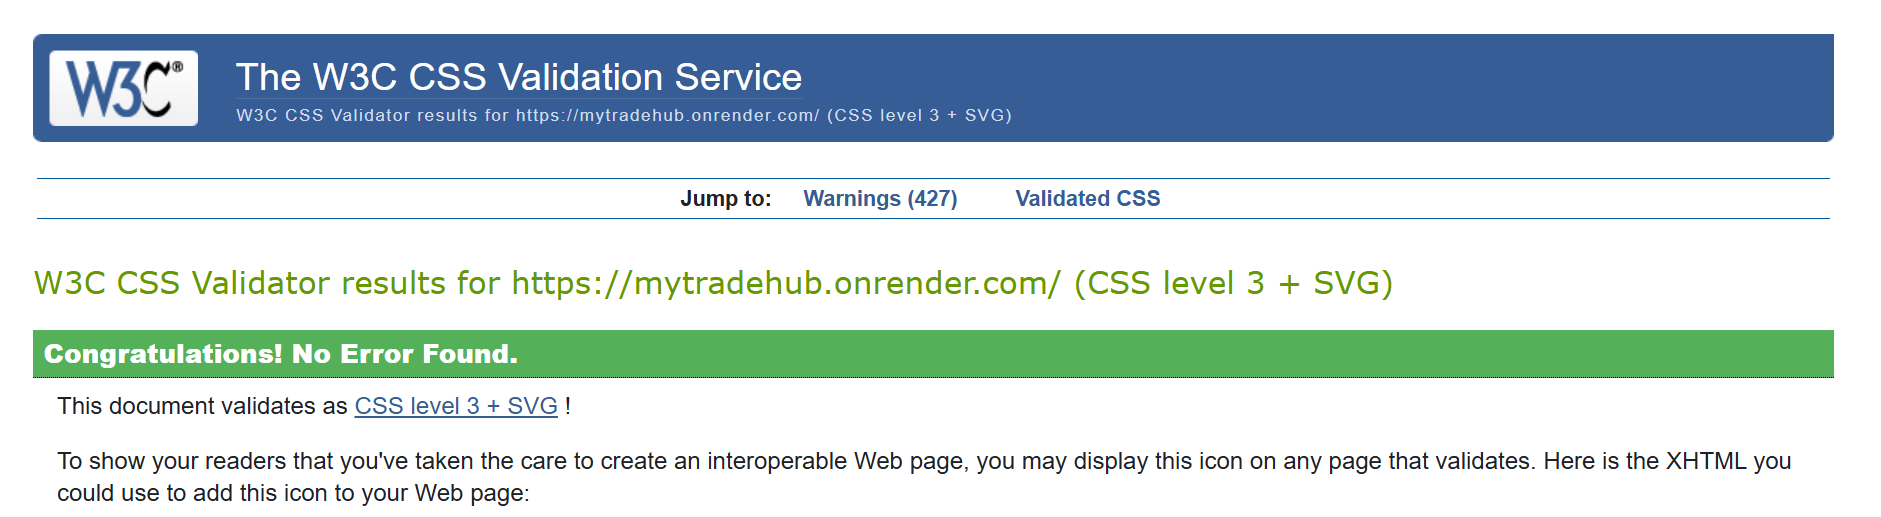 W3C®
The W3C CSS Validation Service
W3C CSS Validator results for https://mytradehub.onrender.com/ (CSS level 3 + SVG)
Jump to: Warnings (427) Validated CSS
W3C CSS Validator results for https://mytradehub.onrender.com/ (CSS level 3 + SVG)
Congratulations! No Error Found.
This document validates as CSS level 3 + SVG !
To show your readers that you've taken the care to create an interoperable Web page, you may display this icon on any page that validates. Here is the XHTML you
could use to add this icon to your Web page: